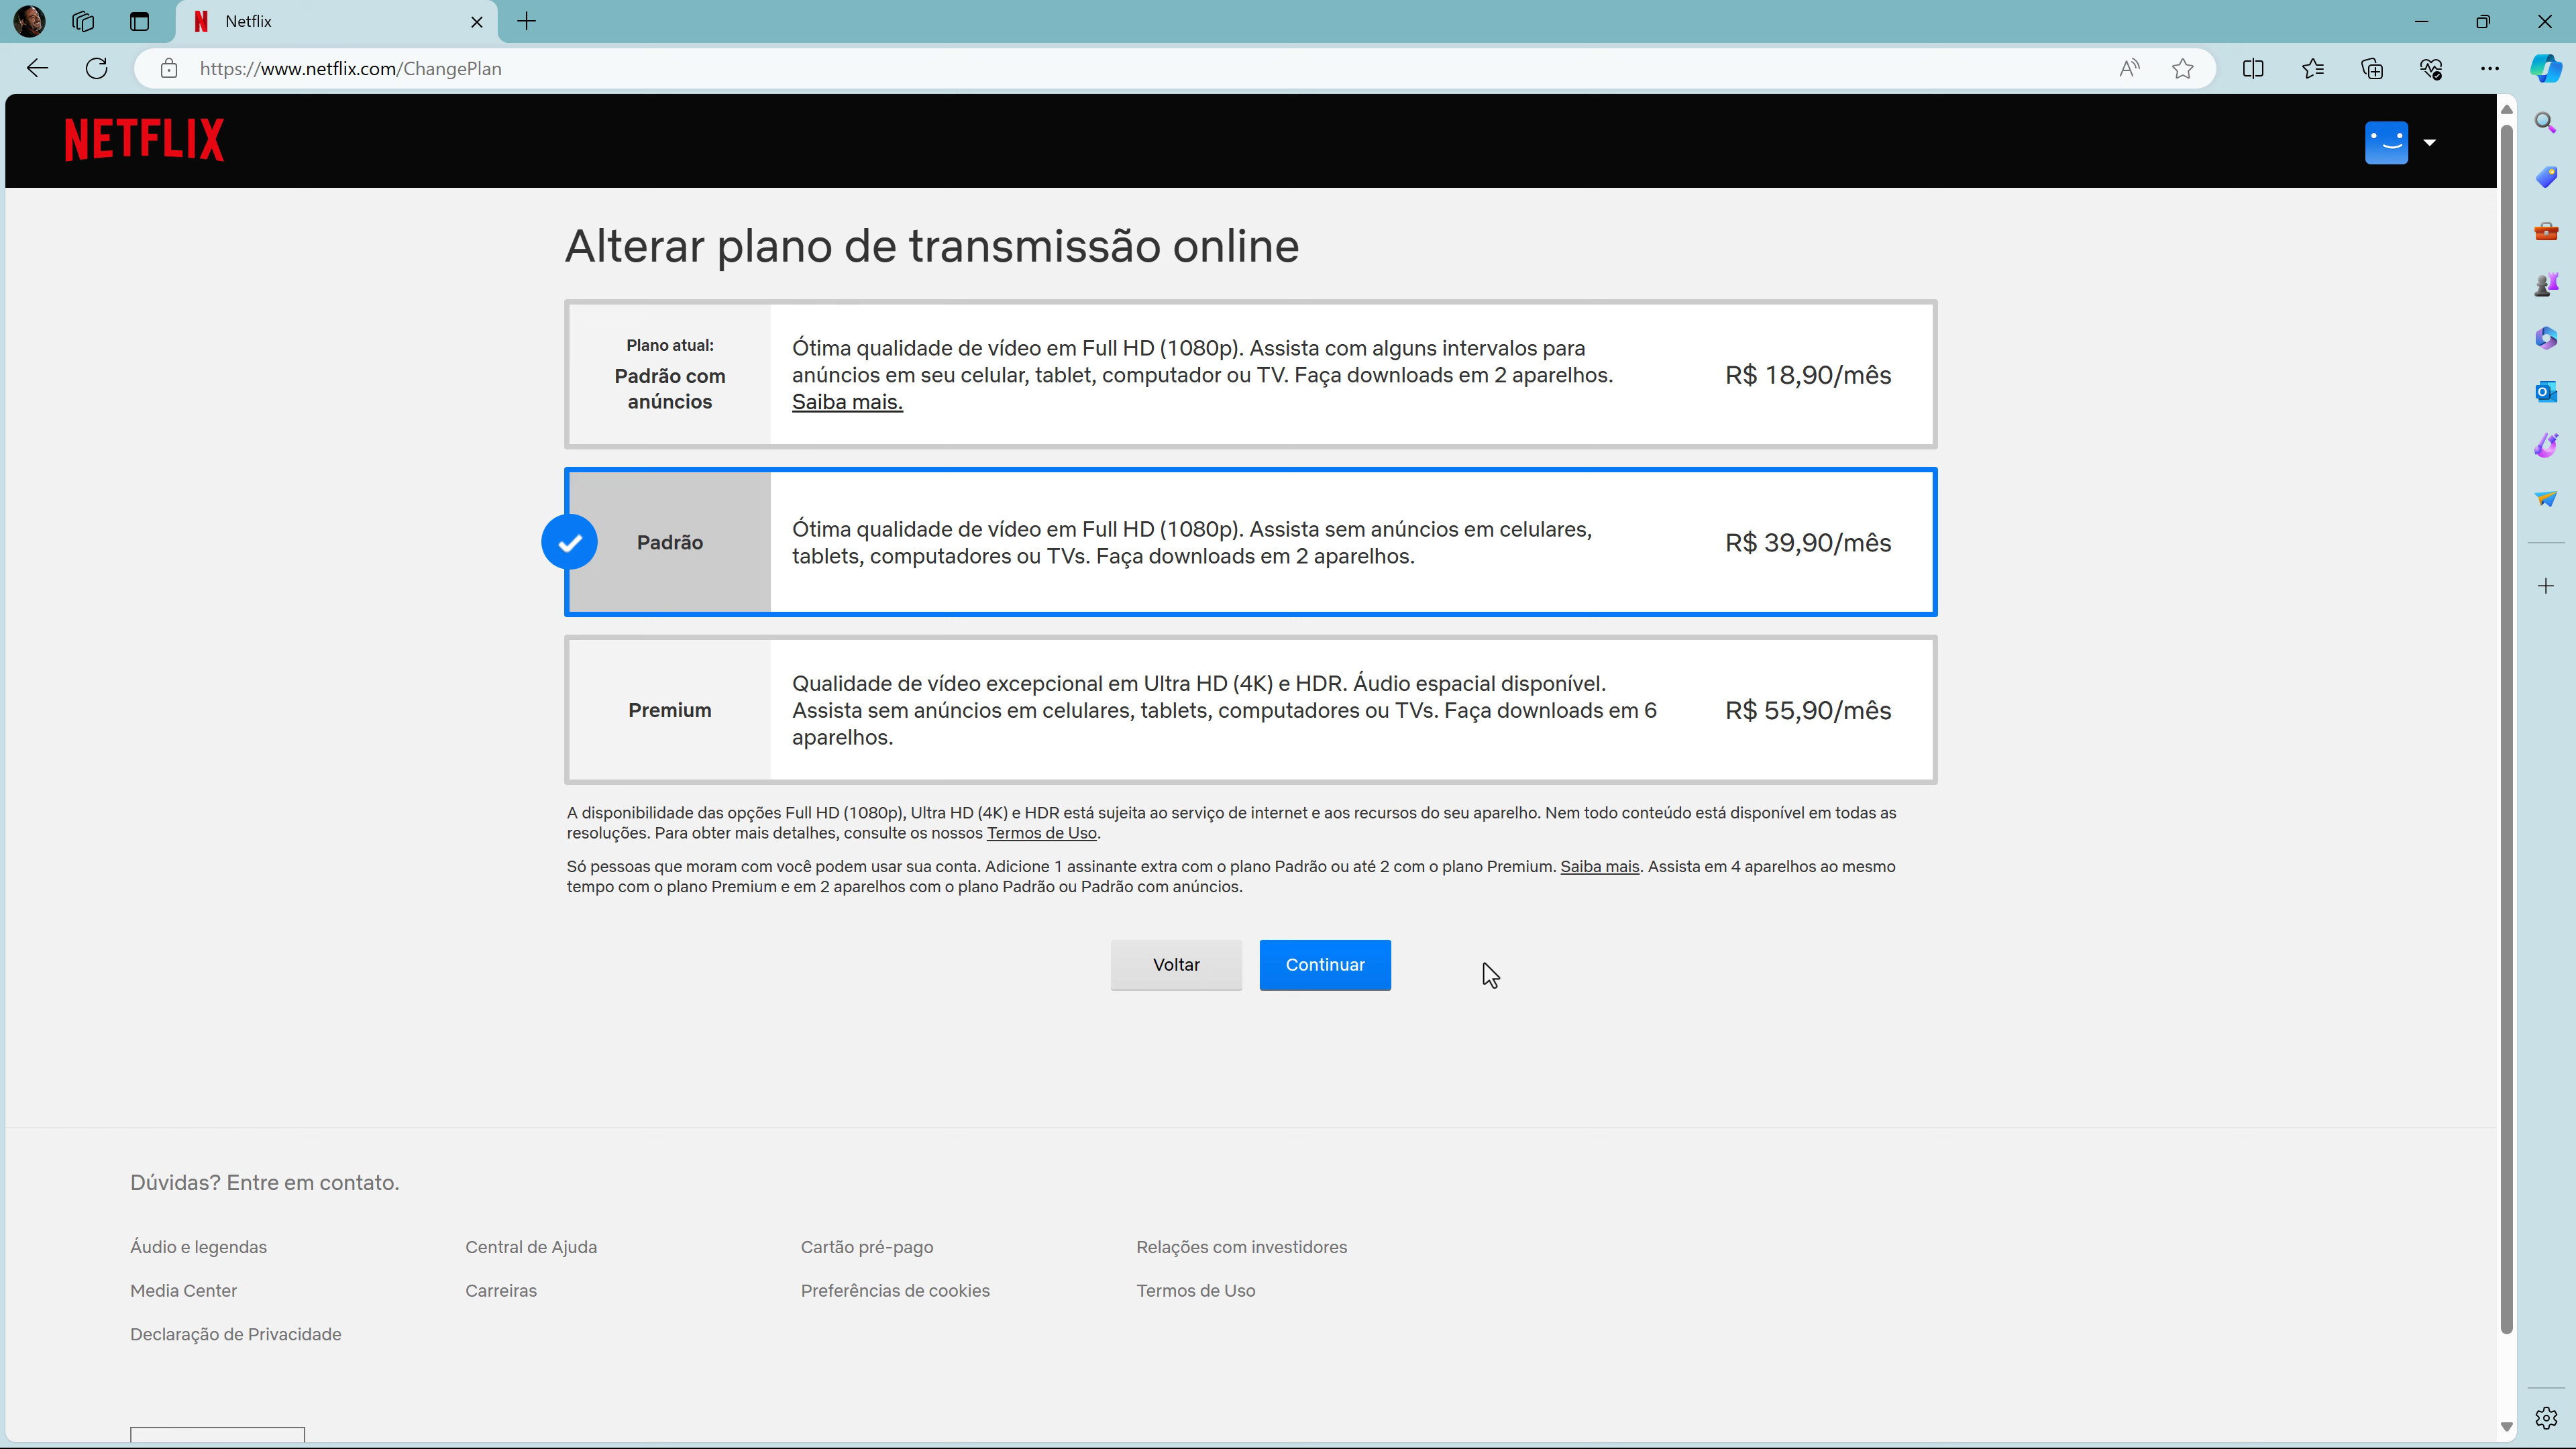 Netflix
https://www.netflix.com/ChangePlan
NETFLIX
Alterar plano de transmissão online
Plano atual:
Padrão com
anúncios
Ótima qualidade de vídeo em Full HD (1080p). Assista com alguns intervalos para
anúncios em seu celular, tablet, computador ou TV. Faça downloads em 2 aparelhos.
Saiba mais.
R$ 18,90/mês
Padrão
Ótima qualidade de vídeo em Full HD (1080p). Assista sem anúncios em celulares,
tablets, computadores ou TVs. Faça downloads em 2 aparelhos.
R$ 39,90/mês
Premium
Qualidade de vídeo excepcional em Ultra HD (4K) e HDR. Áudio espacial disponível.
Assista sem anúncios em celulares, tablets, computadores ou TVs. Faça downloads em 6
aparelhos.
R$ 55,90/mês
A disponibilidade das opções Full HD (1080p), Ultra HD (4K) e HDR está sujeita ao serviço de internet e aos recursos do seu aparelho. Nem todo conteúdo está disponível em todas as
resoluções. Para obter mais detalhes, consulte os nossos Termos de Uso.
Só pessoas que moram com você podem usar sua conta. Adicione 1 assinante extra com o plano Padrão ou até 2 com o plano Premium. Saiba mais. Assista em 4 aparelhos ao mesmo
tempo com o plano Premium e em 2 aparelhos com o plano Padrão ou Padrão com anúncios.
Voltar
Continuar
Dúvidas? Entre em contato.
Áudio e legendas
Central de Ajuda
Cartão pré-pago
Relações com investidores
Media Center
Carreiras
Preferências de cookies
Termos de Uso
Declaração de Privacidade